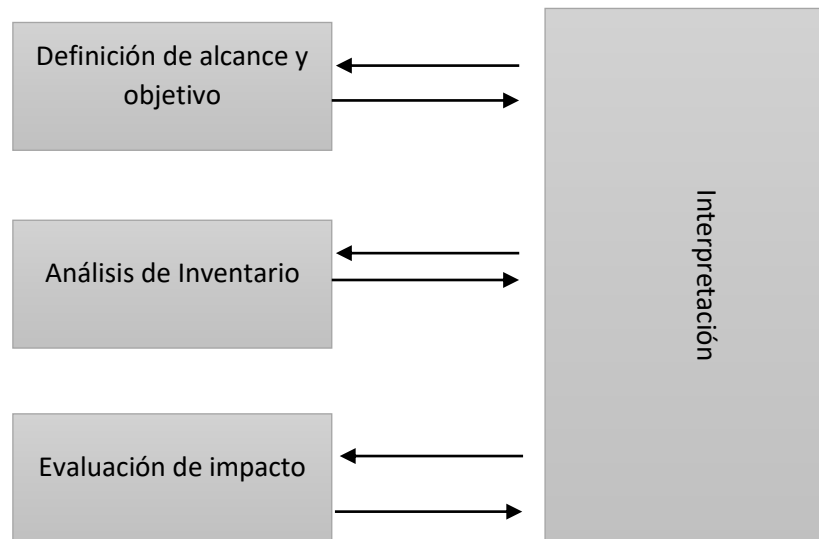 Definición de alcance y
objetivo
Análisis de Inventario
Evaluación de impacto
Interpretación